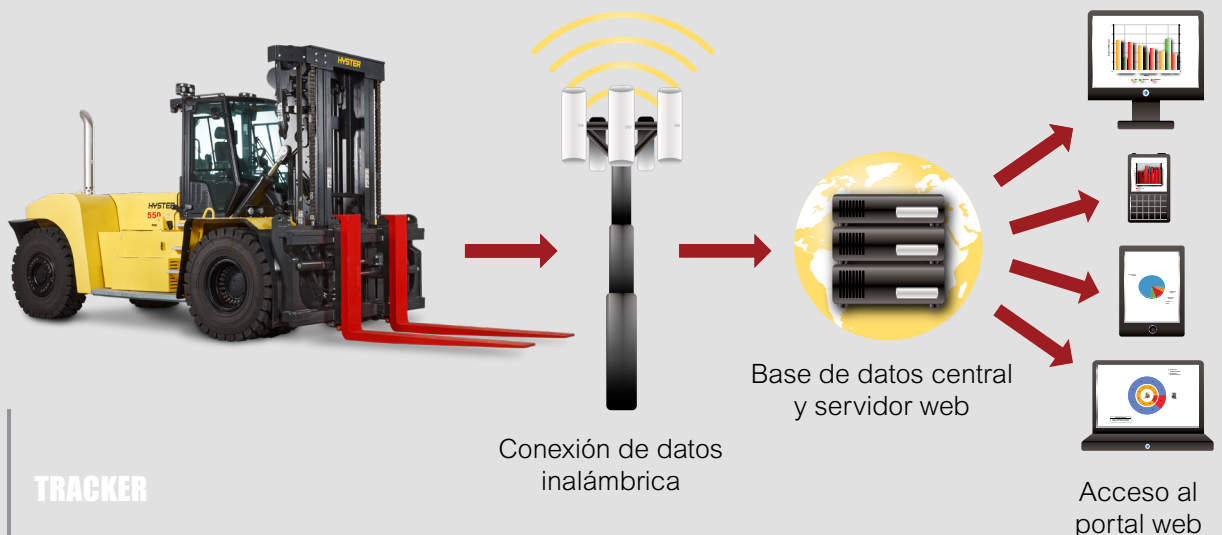 HYSTER
HYSTER
550
Conexión de datos
inalámbrica
Base de datos central
y servidor web
Acceso al
portal web
TRACKER